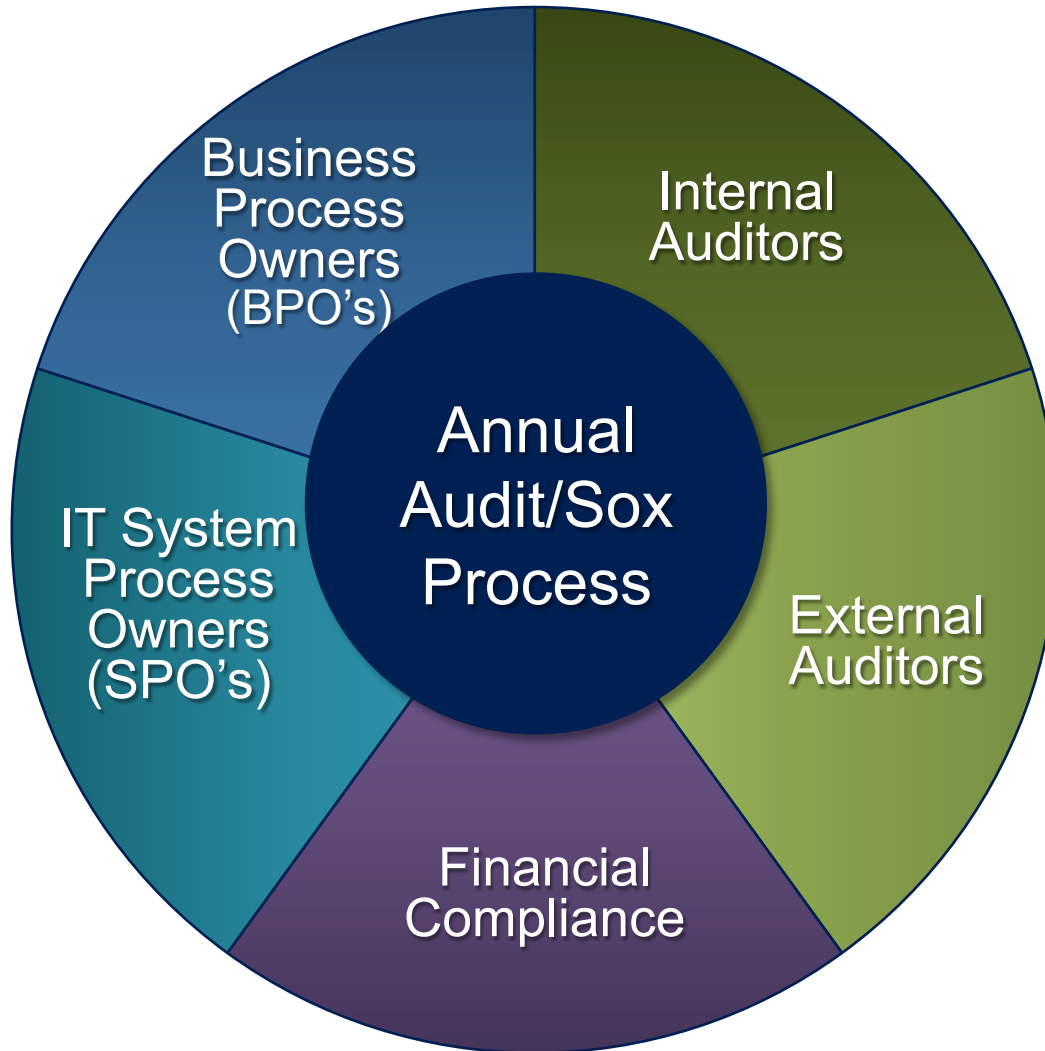 Business
Process
Owners
(BPO’s)
Internal
Auditors
Annual
Audit/Sox
Process
IT System
Process
Owners
(SPO’s)
External
Auditors
Financial
Compliance